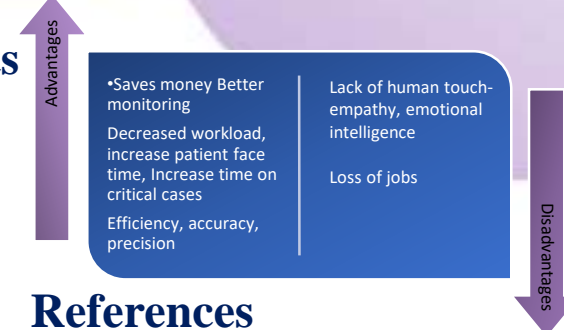 s
Advantages
•Saves money Better
monitoring
Decreased workload,
increase patient face
time, Increase time on
critical cases
Efficiency, accuracy,
precision
Lack of human touch-
empathy, emotional
intelligence
Loss of jobs
Disadvantages
References